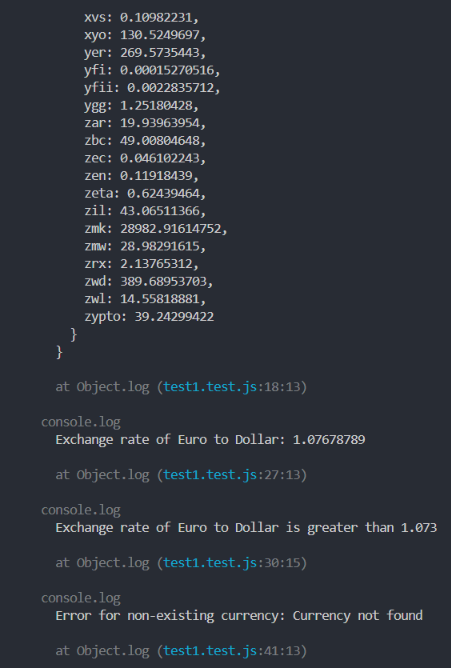 xvs: 0.10982231,
xyo: 130.5249697,
yer: 269.5735443,
yfi: 0.00015270516,
yfii: 0.0022835712,
ygg: 1.25180428,
zar: 19.93963954,
zbc: 49.00804648,
zec: 0.046102243,
zen: 0.11918439,
zeta: 0.62439464,
zil: 43.06511366,
zmk: 28982.91614752,
zmw: 28.98291615,
zrx: 2.13765312,
zwd: 389.68953703,
zwl: 14.55818881,
zypto: 39.24299422
}
}
at Object.log (test1.test.js:18:13)
console.log
Exchange rate of Euro to Dollar: 1.07678789
at Object.log (test1.test.js:27:13)
console.log
Exchange rate of Euro to Dollar is greater than 1.073
at Object.log (test1.test.js:30:15)
console.log
Error for non-existing currency: Currency not found
at Object.log (test1.test.js:41:13)